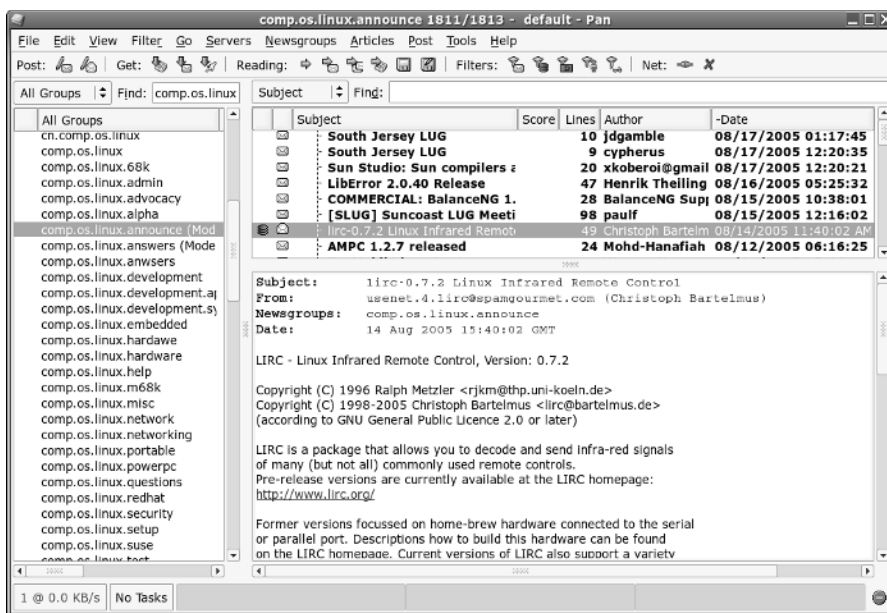 comp.os.linux.announce 1811/1813 - default - Pan
File Edit View Filter Go Servers Newsgroups Articles Post Tools Help
Post: Get: Reading: Filters: Net:
All Groups Find: comp.os.linux Subject Find:
All Groups
cn.comp.os.linux
comp.os.linux
comp.os.linux.68k
comp.os.linux.admin
comp.os.linux.advocacy
comp.os.linux.alpha
comp.os.linux.announce (Mod
comp.os.linux.answers (Mode
comp.os.linux.anwsers
comp.os.linux.development
comp.os.linux.development.ap
comp.os.linux.development.sy
comp.os.linux.embedded
comp.os.linux.hardawe
comp.os.linux.hardware
comp.os.linux.help
comp.os.linux.m68k
comp.os.linux.misc
comp.os.linux.network
comp.os.linux.networking
comp.os.linux.portable
comp.os.linux.powerpc
comp.os.linux.questions
comp.os.linux.redhat
comp.os.linux.security
comp.os.linux.setup
comp.os.linux.suse
comp.os.linux.test
Subject Score Lines Author -Date
South Jersey LUG 10 jdgamble 08/17/2005 01:17:45
South Jersey LUG 9 cypherus 08/17/2005 12:20:35
Sun Studio: Sun compilers a 20 xkoberoi@gmail 08/17/2005 12:20:21
LibError 2.0.40 Release 47 Henrik Theiling 08/16/2005 05:25:32
COMMERCIAL: BalanceNG 1. 28 BalanceNG Supp 08/15/2005 10:38:01
[SLUG] Suncoast LUG Meeti 98 paulf 08/15/2005 12:16:02
lirc-0.7.2 Linux Infrared Remot 49 Christoph Bartelm 08/14/2005 11:40:02 AM
AMPC 1.2.7 released 24 Mohd-Hanafiah 08/12/2005 06:16:25
Subject: lirc-0.7.2 Linux Infrared Remote Control
From: usenet.4.lirc@spamgourmet.com (Christoph Bartelmus)
Newsgroups: comp.os.linux.announce
Date: 14 Aug 2005 15:40:02 GMT
LIRC - Linux Infrared Remote Control, Version: 0.7.2
Copyright (C) 1996 Ralph Metzler <rjkm@thp.uni-koeln.de>
Copyright (C) 1998-2005 Christoph Bartelmus <lirc@bartelmus.de>
(according to GNU General Public Licence 2.0 or later)
LIRC is a package that allows you to decode and send infra-red signals
of many (but not all) commonly used remote controls.
Pre-release versions are currently available at the LIRC homepage:
http://www.lirc.org/
Former versions focussed on home-brew hardware connected to the serial
or parallel port. Descriptions how to build this hardware can be found
on the LIRC homepage. Current versions of LIRC also support a variety
1 @ 0.0 KB/s No Tasks